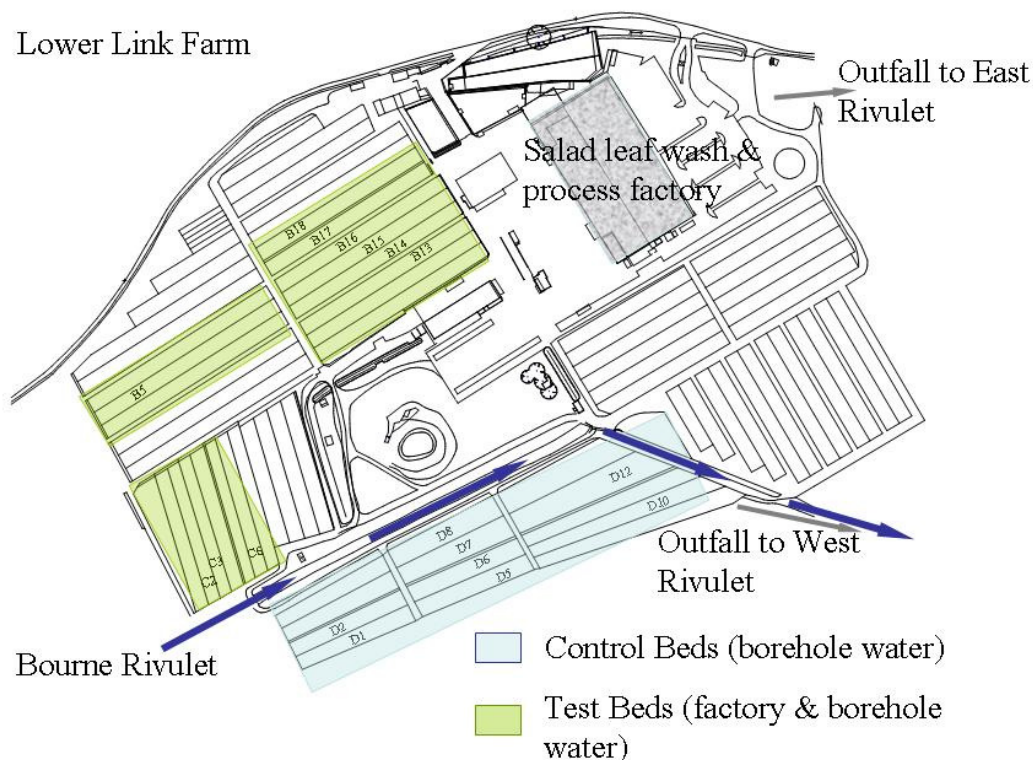 Lower Link Farm
Outfall to East
Rivulet
Salad leaf wash &
process factory
B18
B17
B16
B15
B14
B13
B5
C2
C3
C6
D12
D10
D8
D7
D6
D5
D2
D1
Outfall to West
Rivulet
Bourne Rivulet
Control Beds (borehole water)
Test Beds (factory & borehole
water)